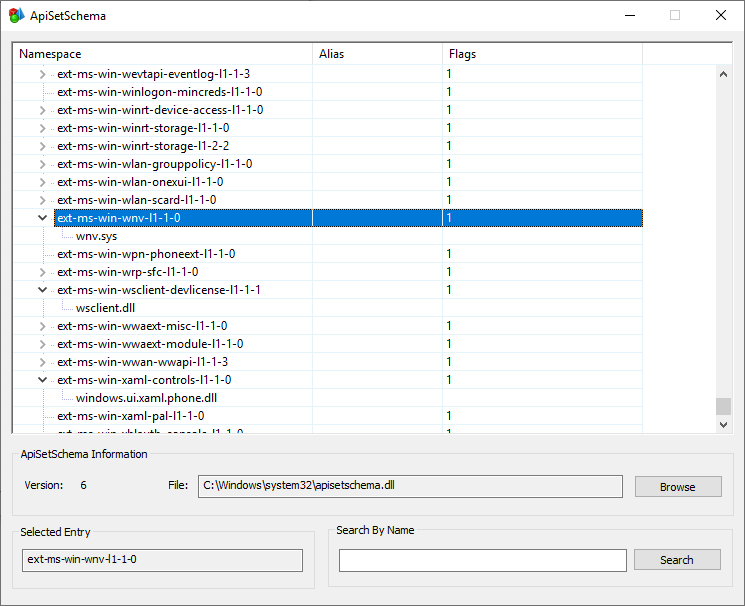 ApiSetSchema
Namespace Alias Flags
ext-ms-win-wevtapi-eventlog-l1-1-3 1
ext-ms-win-winlogon-mincreds-l1-1-0 1
ext-ms-win-winrt-device-access-l1-1-0 1
ext-ms-win-winrt-storage-l1-1-0 1
ext-ms-win-winrt-storage-l1-2-2 1
ext-ms-win-wlan-grouppolicy-l1-1-0 1
ext-ms-win-wlan-onexui-l1-1-0 1
ext-ms-win-wlan-scard-l1-1-0 1
ext-ms-win-wnv-l1-1-0 1
wnv.sys
ext-ms-win-wpn-phoneext-l1-1-0 1
ext-ms-win-wrp-sfc-l1-1-0 1
ext-ms-win-wsclient-devlicense-l1-1-1 1
wsclient.dll
ext-ms-win-wwaext-misc-l1-1-0 1
ext-ms-win-wwaext-module-l1-1-0 1
ext-ms-win-wwan-wwapi-l1-1-3 1
ext-ms-win-xaml-controls-l1-1-0 1
windows.ui.xaml.phone.dll
ext-ms-win-xaml-pal-l1-1-0 1
ext-ms-win-xblauth-console-l1-1-0 1
ApiSetSchema Information
Version: 6 File: C:\Windows\system32\apisetschema.dll Browse
Selected Entry
ext-ms-win-wnv-l1-1-0
Search By Name
Search